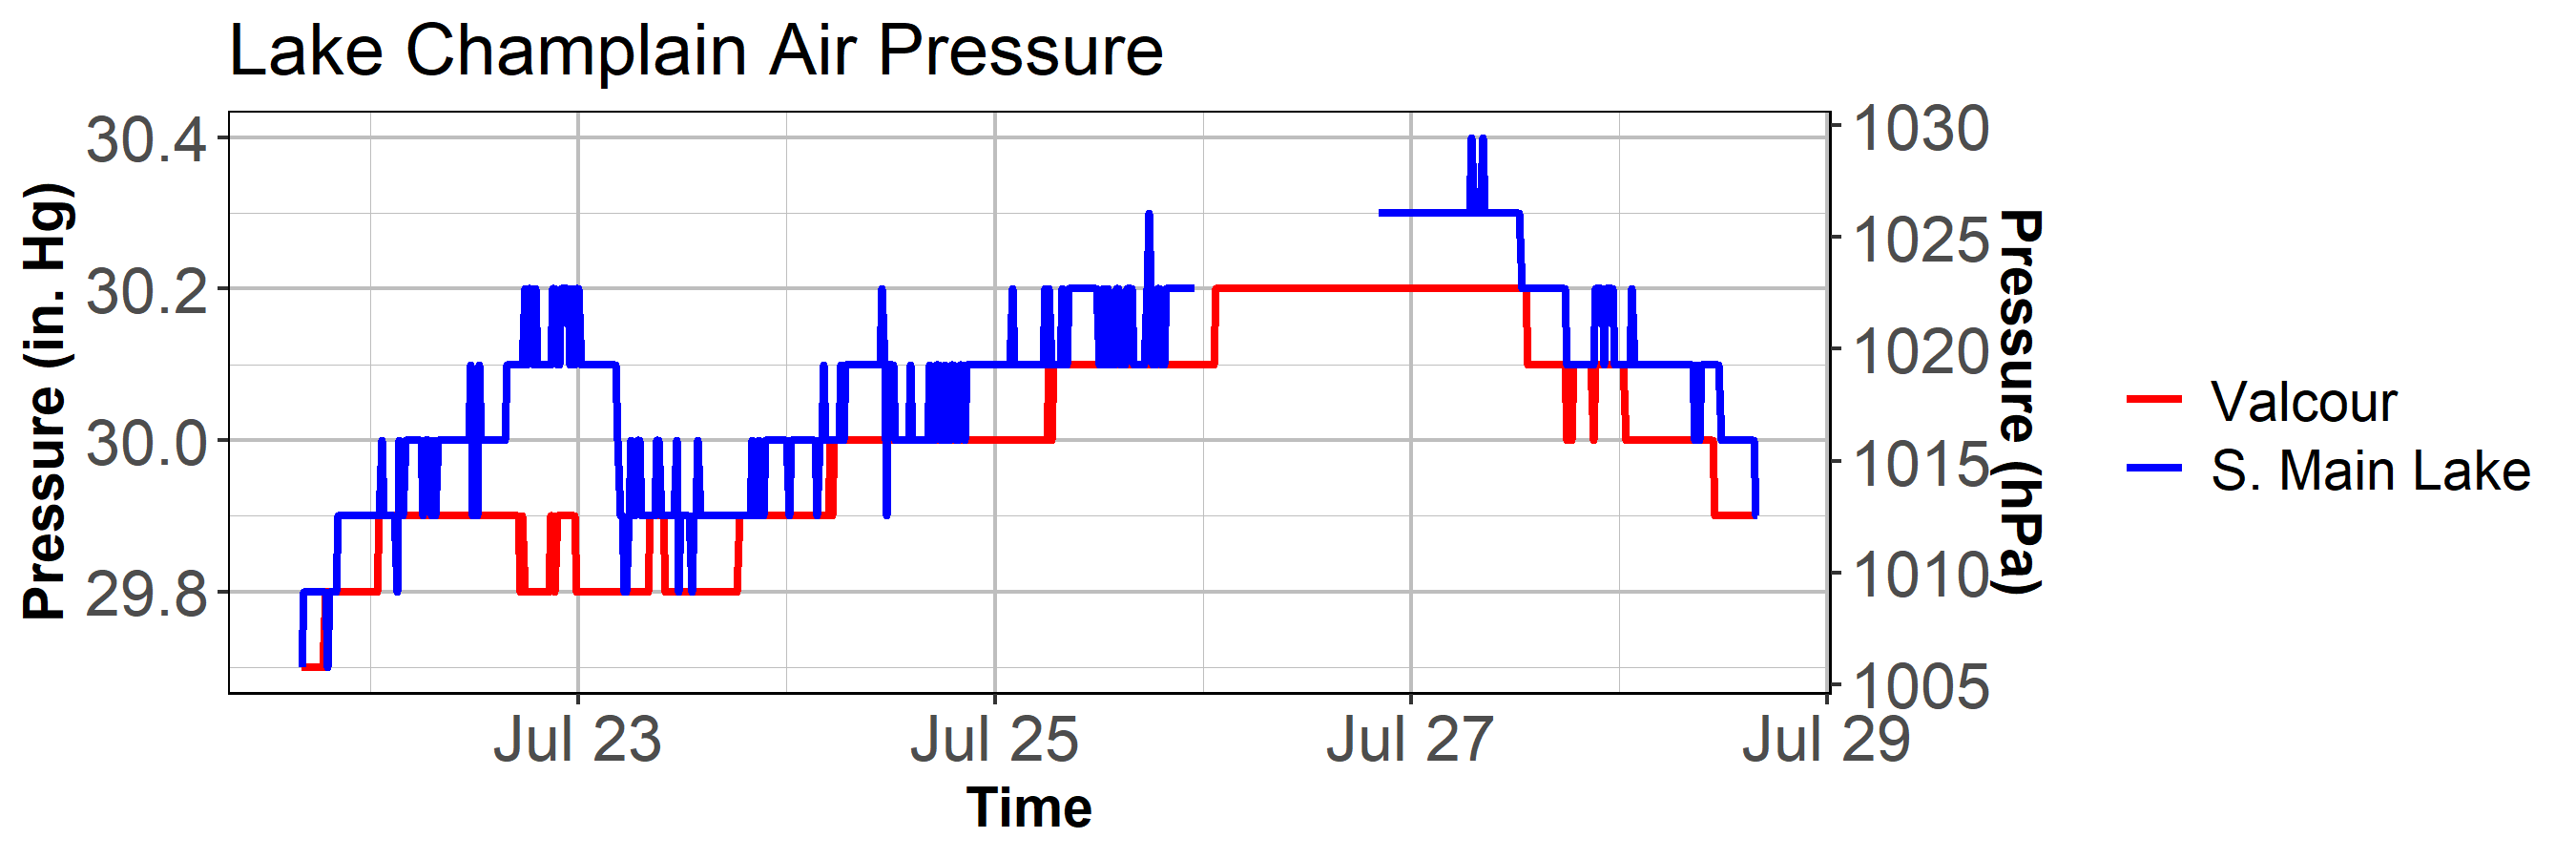 Lake Champlain Air Pressure
30.4
30.2
30.0
29.8
Pressure (in. Hg)
1030
1025
1020
1015
1010
1005
Pressure (hPa)
Jul 23
Jul 25
Jul 27
Jul 29
Time
Valcour
S. Main Lake